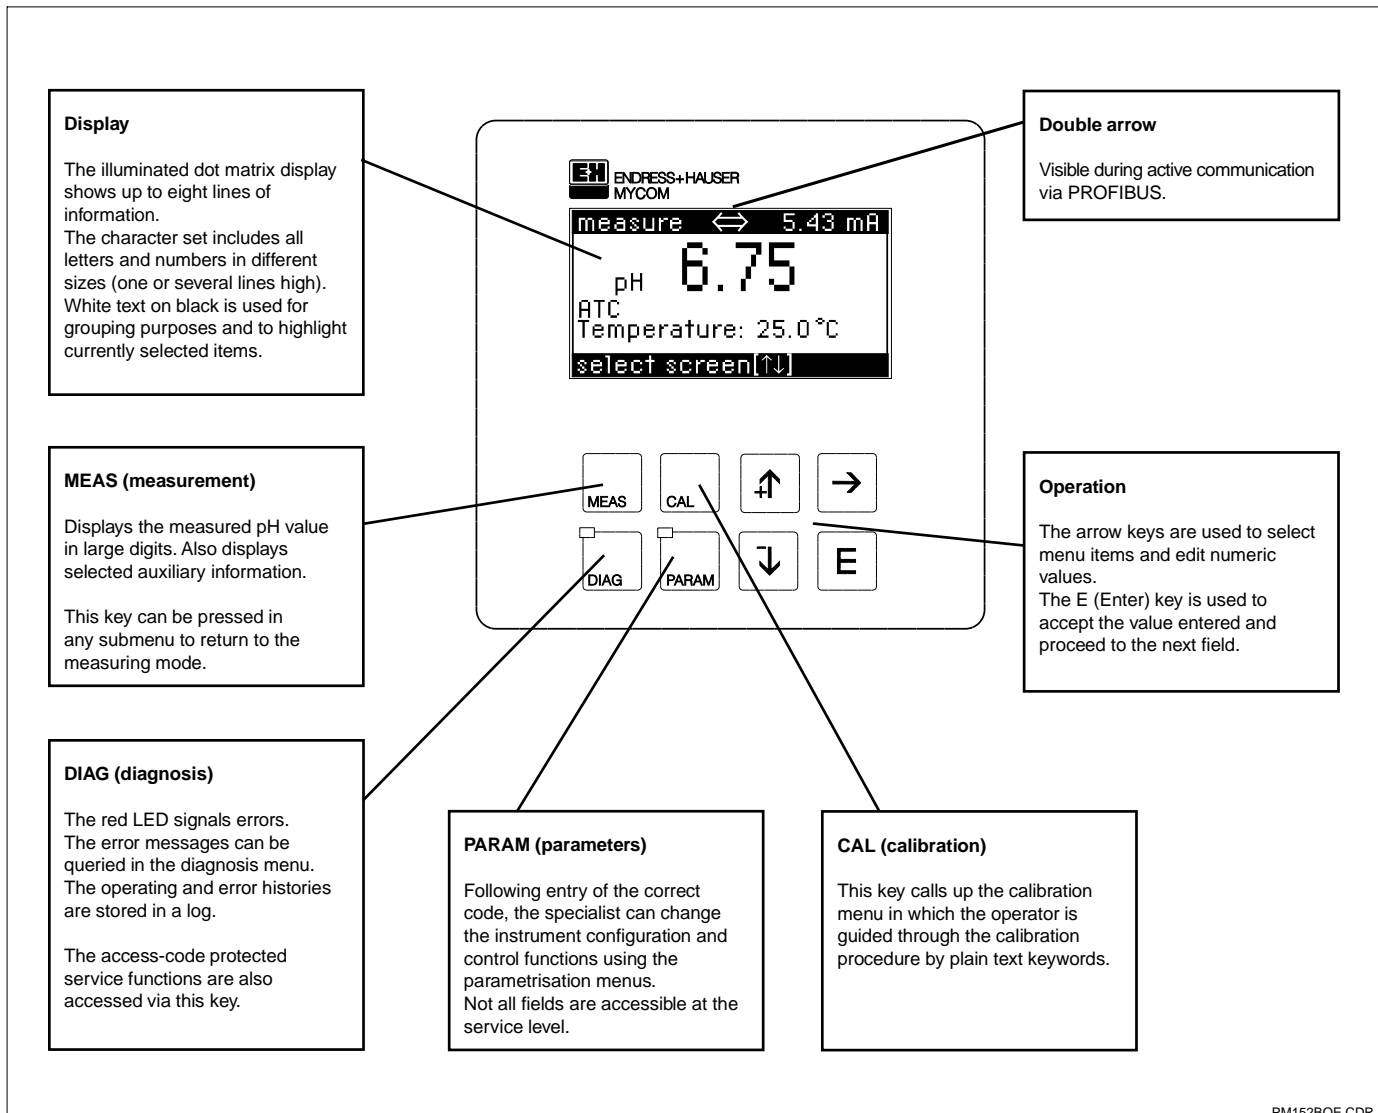 Display
The illuminated dot matrix display
shows up to eight lines of
information.
The character set includes all
letters and numbers in different
sizes (one or several lines high).
White text on black is used for
grouping purposes and to highlight
currently selected items.
Double arrow
Visible during active communication
via PROFIBUS.
E+H ENDRESS+HAUSER
MYCOM
measure ⇔ 5.43 mA
pH 6.75
ATC
Temperature: 25.0°C
select screen[↑↓]
MEAS (measurement)
Displays the measured pH value
in large digits. Also displays
selected auxiliary information.
This key can be pressed in
any submenu to return to the
measuring mode.
MEAS CAL +↑ →
DIAG PARAM -↓ E
Operation
The arrow keys are used to select
menu items and edit numeric
values.
The E (Enter) key is used to
accept the value entered and
proceed to the next field.
DIAG (diagnosis)
The red LED signals errors.
The error messages can be
queried in the diagnosis menu.
The operating and error histories
are stored in a log.
The access-code protected
service functions are also
accessed via this key.
PARAM (parameters)
Following entry of the correct
code, the specialist can change
the instrument configuration and
control functions using the
parametrisation menus.
Not all fields are accessible at the
service level.
CAL (calibration)
This key calls up the calibration
menu in which the operator is
guided through the calibration
procedure by plain text keywords.